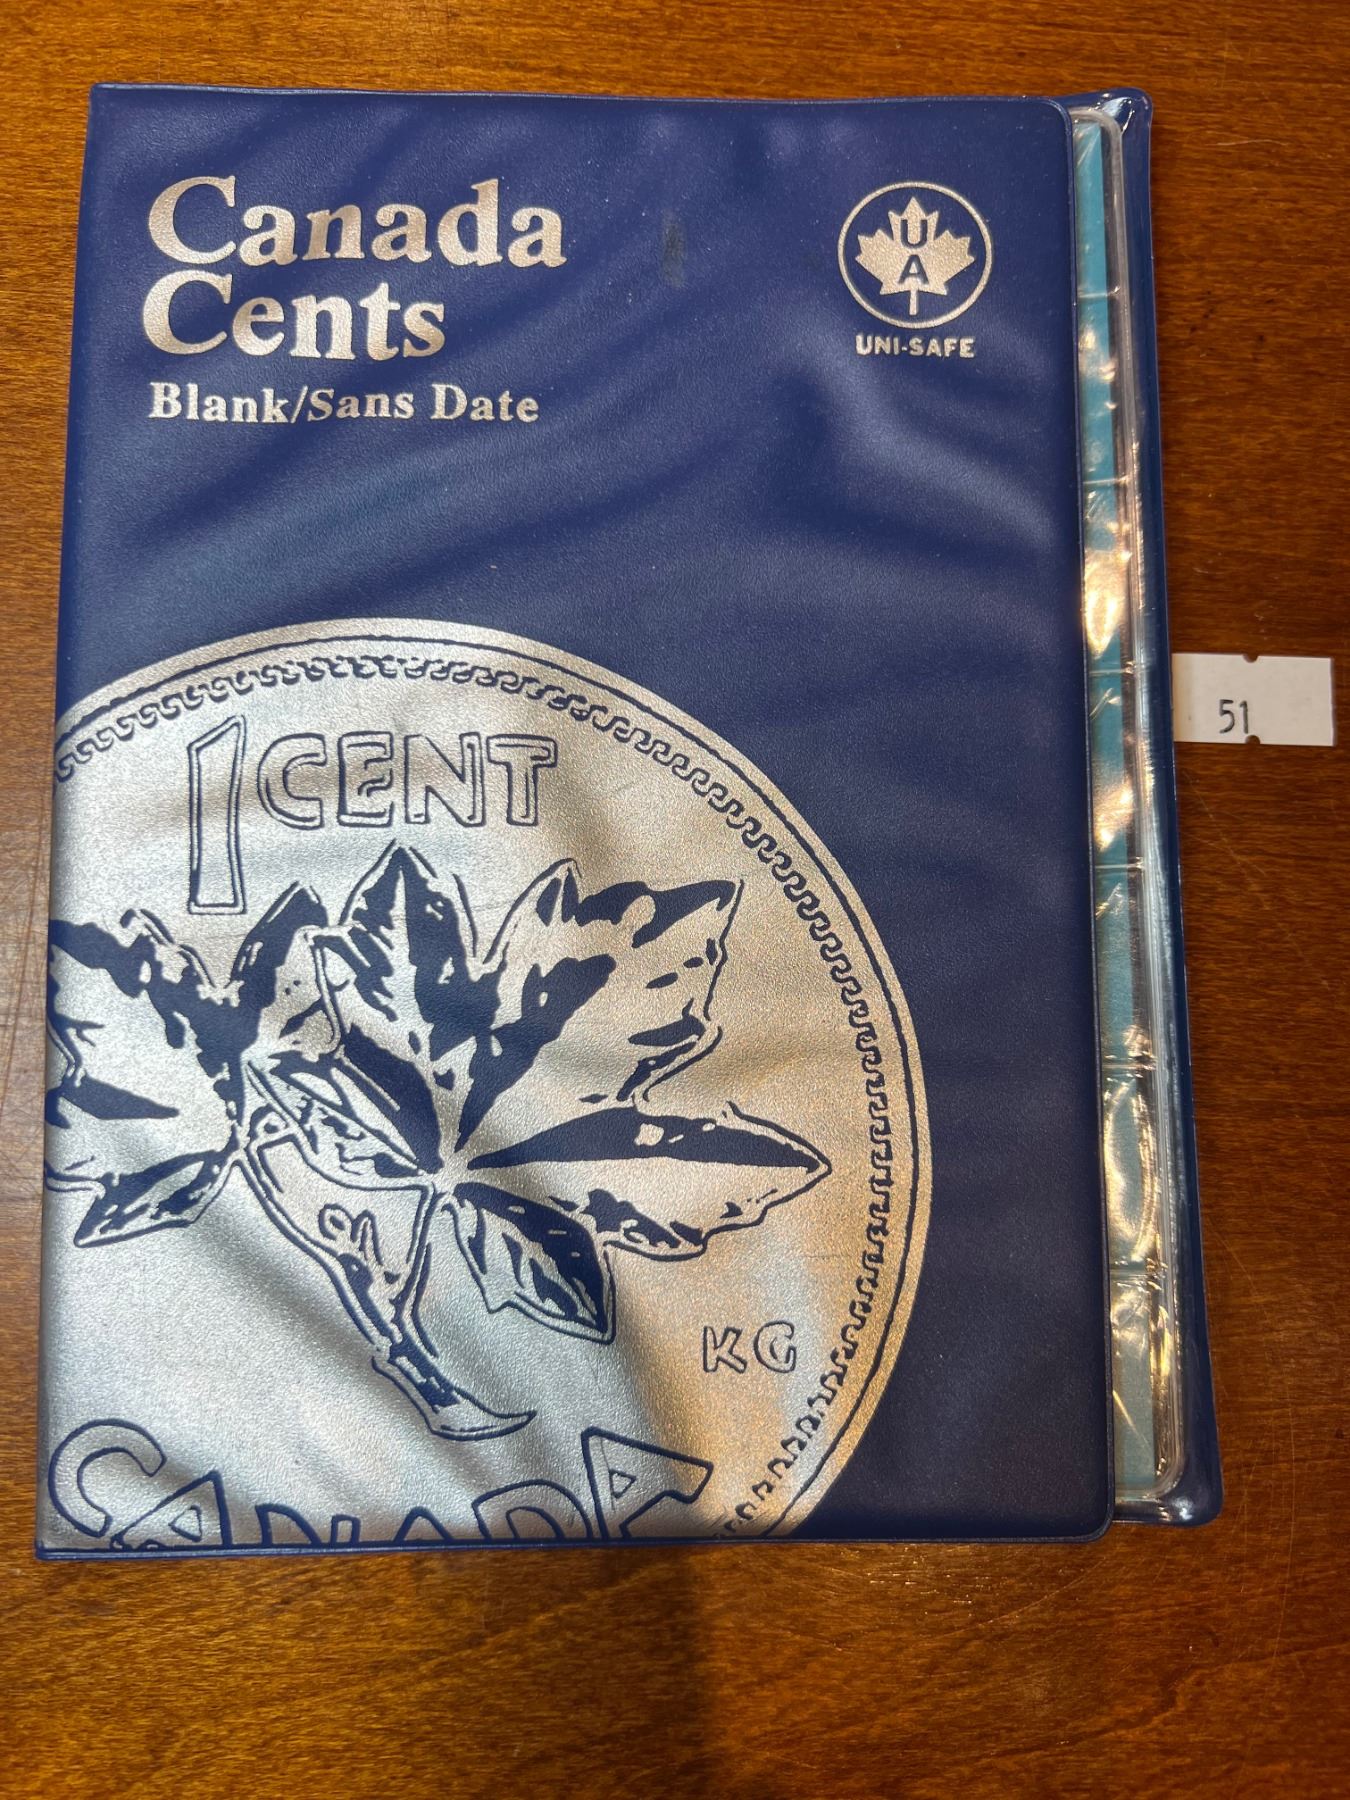 Canada
Cents
Blank/Sans Date
U
A
UNI-SAFE
51
1 CENT
KG
CANADA